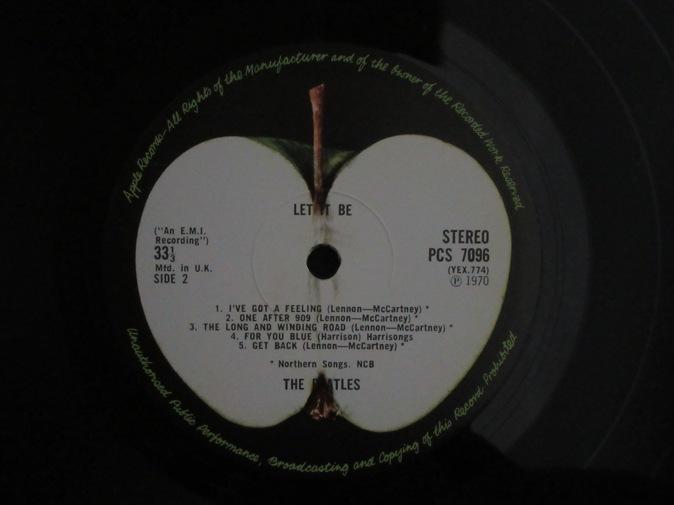 Apple Records-All Rights of the Manufacturer and of the Owner of the Recorded Work Reserved
LET IT BE
("An E.M.I.
Recording")
33⅓
Mfd. in U.K.
SIDE 2
STEREO
PCS 7096
(YEX.774)
℗ 1970
1. I'VE GOT A FEELING (Lennon—McCartney) *
2. ONE AFTER 909 (Lennon—McCartney) *
3. THE LONG AND WINDING ROAD (Lennon—McCartney) *
4. FOR YOU BLUE (Harrison) Harrisongs
5. GET BACK (Lennon—McCartney) *
* Northern Songs. NCB
THE BEATLES
Unauthorised Public Performance, Broadcasting and Copying of this Record Prohibited